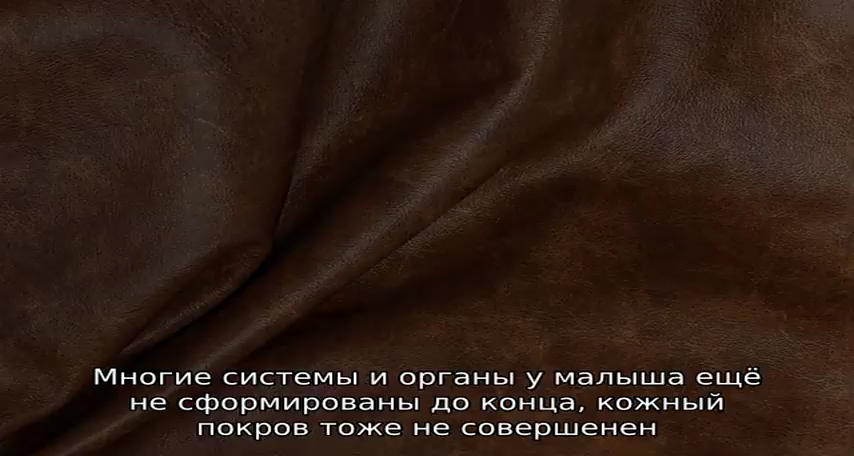 Многие системы и органы у малыша ещё
не сформированы до конца, кожный
покров тоже не совершенен